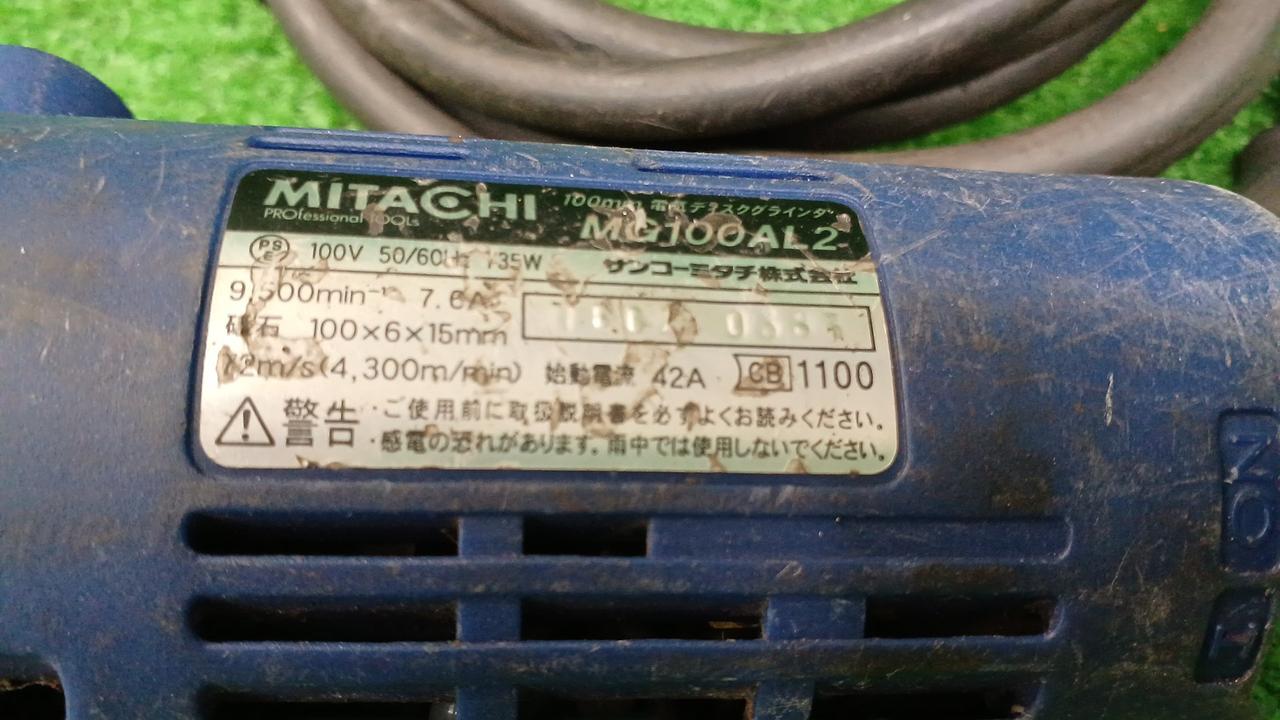 MITACHI
PROfessional TOOLs
100mm 電気ディスクグラインダ
MG100AL2
PS E
100V 50/60Hz 735W
サンコーミタチ株式会社
9,500min⁻¹ 7.6A
砥石 100×6×15mm
72m/s(4,300m/min) 始動電流 42A CB 1100
警告
・ご使用前に取扱説明書を必ずよくお読みください。
・感電の恐れがあります。雨中では使用しないでください。
NO